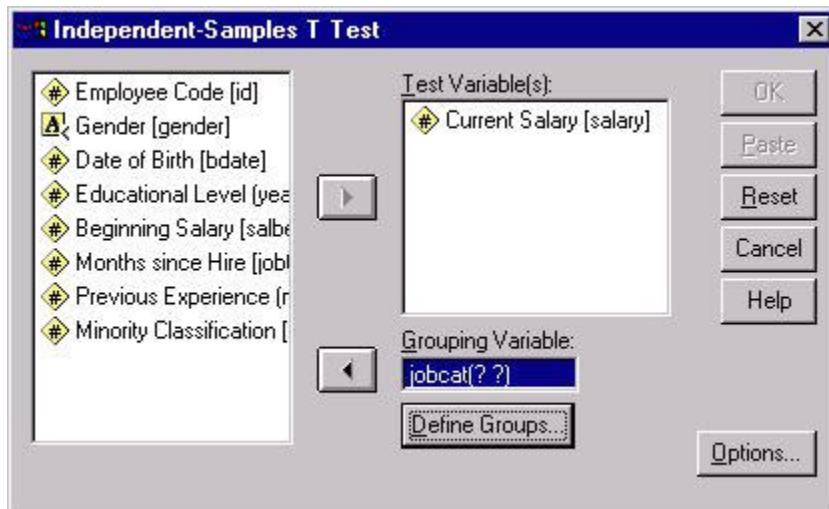 Independent-Samples T Test
Employee Code [id]
Gender [gender]
Date of Birth [bdate]
Educational Level (yea
Beginning Salary [salbe
Months since Hire [jobt
Previous Experience (n
Minority Classification [
Test Variable(s):
Current Salary [salary]
Grouping Variable:
jobcat(? ?)
Define Groups...
OK
Paste
Reset
Cancel
Help
Options...